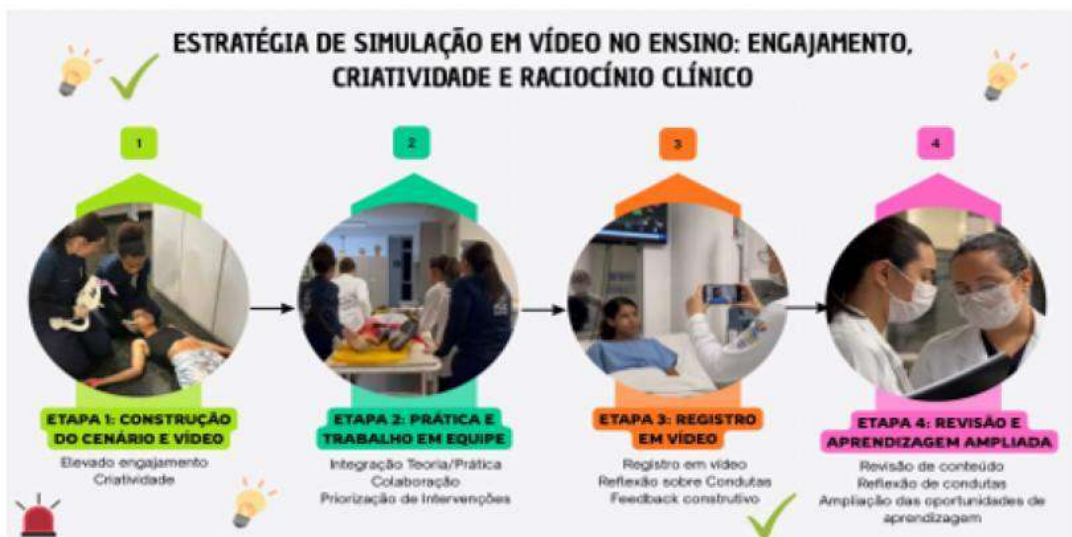 ESTRATÉGIA DE SIMULAÇÃO EM VÍDEO NO ENSINO: ENGAJAMENTO,
CRIATIVIDADE E RACIOCÍNIO CLÍNICO
1
2
3
4
ETAPA 1: CONSTRUÇÃO
DO CENÁRIO E VÍDEO
Elevado engajamento
Criatividade
ETAPA 2: PRÁTICA E
TRABALHO EM EQUIPE
Integração Teoria/Prática
Colaboração
Priorização de Intervenções
ETAPA 3: REGISTRO
EM VÍDEO
Registro em vídeo
Reflexão sobre Condutas
Feedback construtivo
ETAPA 4: REVISÃO E
APRENDIZAGEM AMPLIADA
Revisão de conteúdo
Reflexão de condutas
Ampliação das oportunidades de
aprendizagem